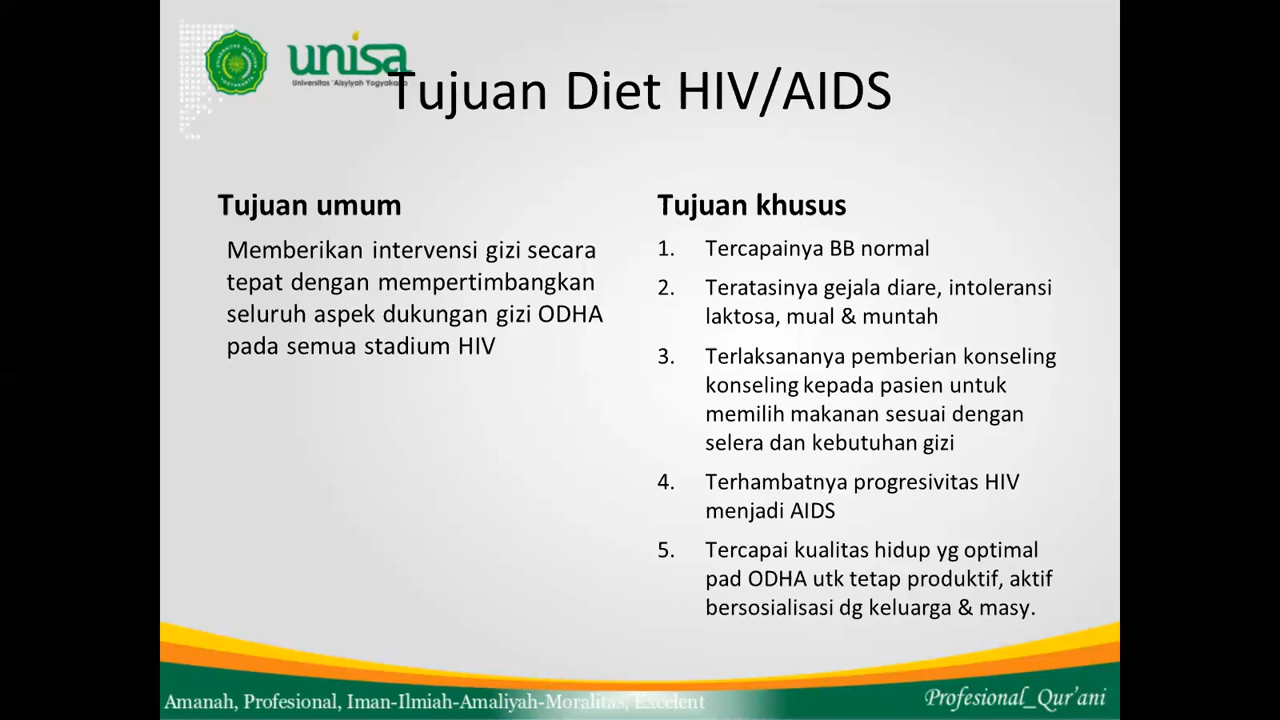 unisa
Universitas 'Aisyiyah Yogyakarta
Tujuan Diet HIV/AIDS
Tujuan umum
Memberikan intervensi gizi secara
tepat dengan mempertimbangkan
seluruh aspek dukungan gizi ODHA
pada semua stadium HIV
Tujuan khusus
1. Tercapainya BB normal
2. Teratasinya gejala diare, intoleransi
laktosa, mual & muntah
3. Terlaksananya pemberian konseling
konseling kepada pasien untuk
memilih makanan sesuai dengan
selera dan kebutuhan gizi
4. Terhambatnya progresivitas HIV
menjadi AIDS
5. Tercapai kualitas hidup yg optimal
pad ODHA utk tetap produktif, aktif
bersosialisasi dg keluarga & masy.
Amanah, Profesional, Iman-Ilmiah-Amaliyah-Moralitas, Excelent
Profesional_Qur'ani